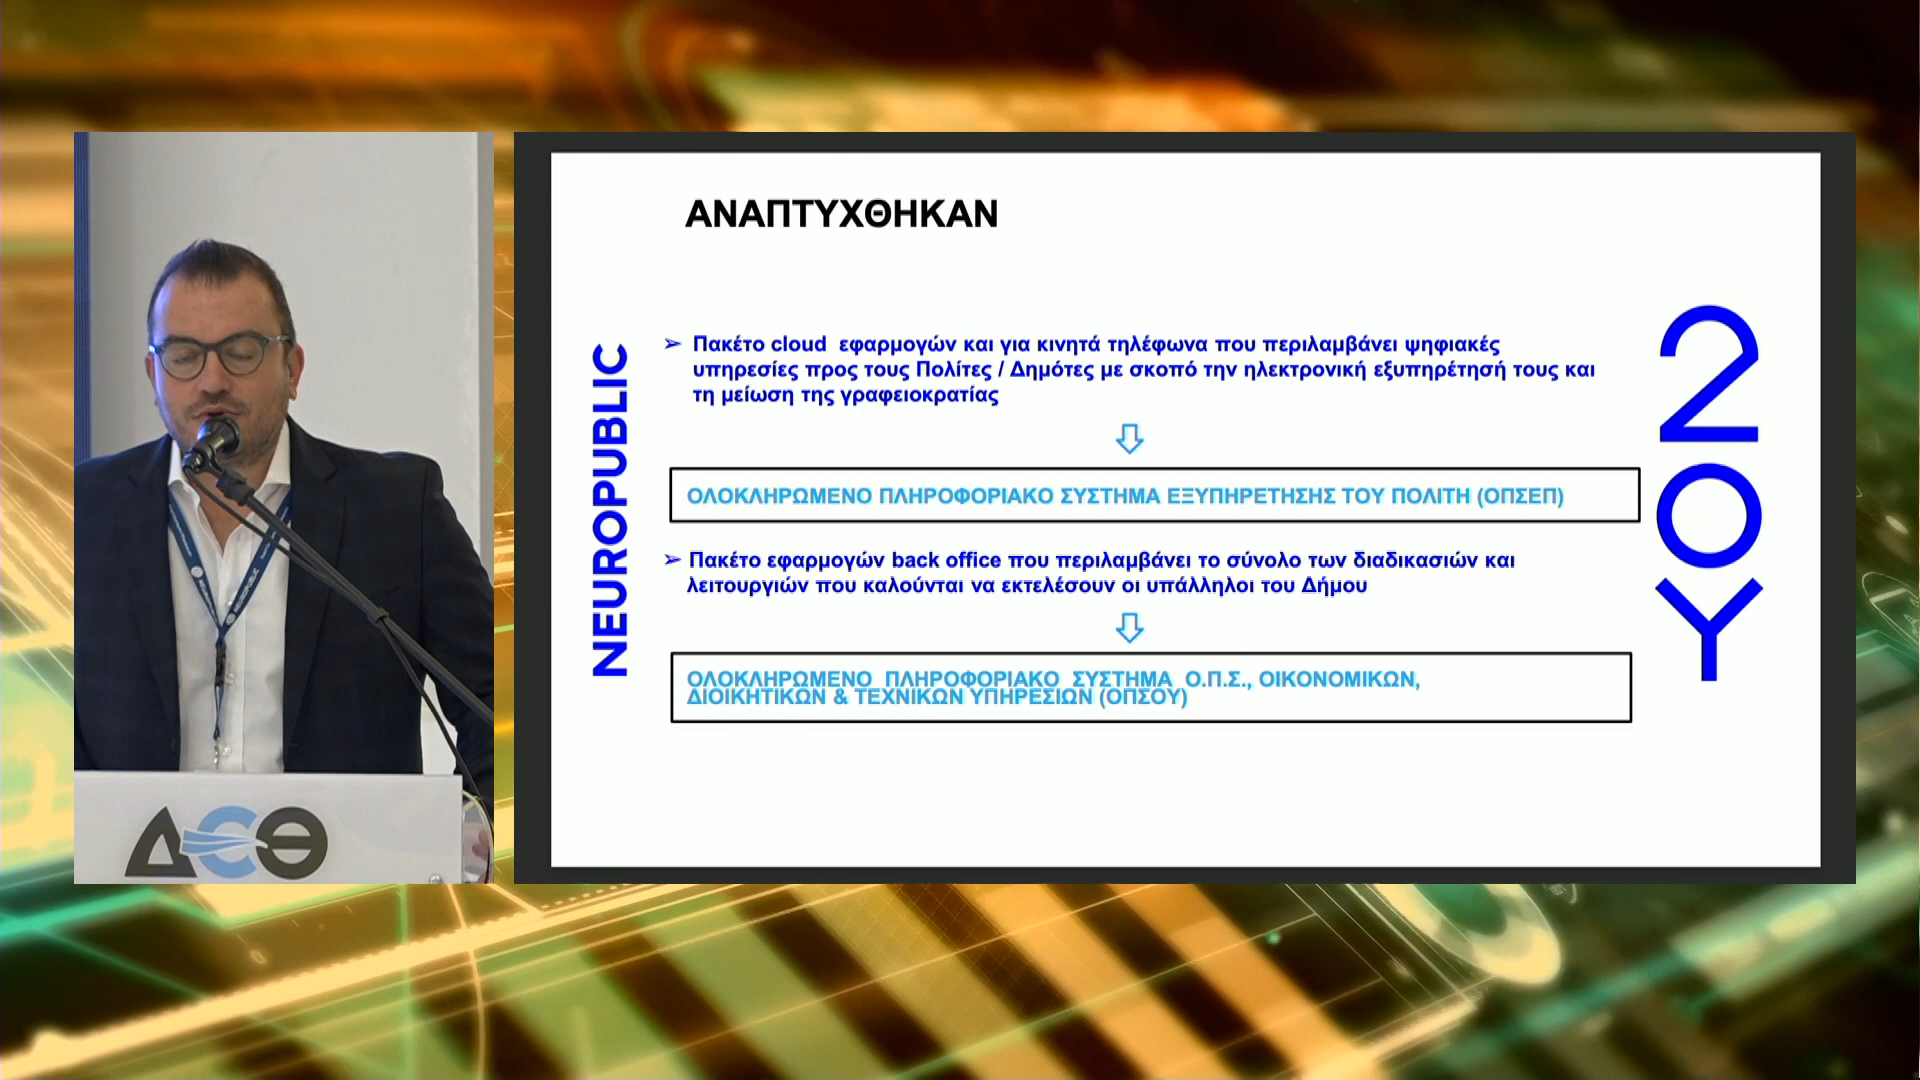 ΑΝΑΠΤΥΧΘΗΚΑΝ
➢ Πακέτο cloud εφαρμογών και για κινητά τηλέφωνα που περιλαμβάνει ψηφιακές
υπηρεσίες προς τους Πολίτες / Δημότες με σκοπό την ηλεκτρονική εξυπηρέτησή τους και
τη μείωση της γραφειοκρατίας
ΟΛΟΚΛΗΡΩΜΕΝΟ ΠΛΗΡΟΦΟΡΙΑΚΟ ΣΥΣΤΗΜΑ ΕΞΥΠΗΡΕΤΗΣΗΣ ΤΟΥ ΠΟΛΙΤΗ (ΟΠΣΕΠ)
➢ Πακέτο εφαρμογών back office που περιλαμβάνει το σύνολο των διαδικασιών και
λειτουργιών που καλούνται να εκτελέσουν οι υπάλληλοι του Δήμου
ΟΛΟΚΛΗΡΩΜΕΝΟ ΠΛΗΡΟΦΟΡΙΑΚΟ ΣΥΣΤΗΜΑ Ο.Π.Σ., ΟΙΚΟΝΟΜΙΚΩΝ,
ΔΙΟΙΚΗΤΙΚΩΝ & ΤΕΧΝΙΚΩΝ ΥΠΗΡΕΣΙΩΝ (ΟΠΣΟΥ)
NEUROPUBLIC
20Y
ΔΕΘ